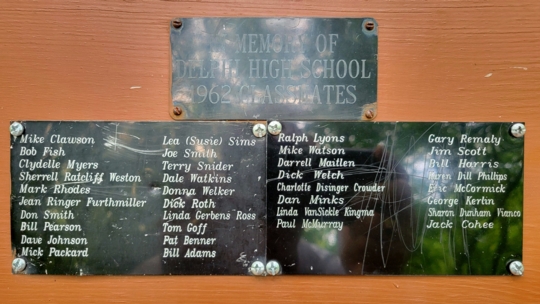 MEMORY OF
DELPHI HIGH SCHOOL
1962 CLASSMATES
Mike Clawson
Bob Fish
Clydelle Myers
Sherrell Ratcliff Weston
Mark Rhodes
Jean Ringer Furthmiller
Don Smith
Bill Pearson
Dave Johnson
Mick Packard
Lea (Susie) Sims
Joe Smith
Terry Snider
Dale Watkins
Donna Welker
Dick Roth
Linda Gerbens Ross
Tom Goff
Pat Benner
Bill Adams
Ralph Lyons
Mike Watson
Darrell Maitlen
Dick Welch
Charlotte Disinger Crowder
Dan Minks
Linda VanSickle Kingma
Paul McMurray
Gary Remaly
Jim Scott
Bill Harris
Karen Dill Phillips
Eric McCormick
George Kerlin
Sharon Dunham Vianco
Jack Cohee